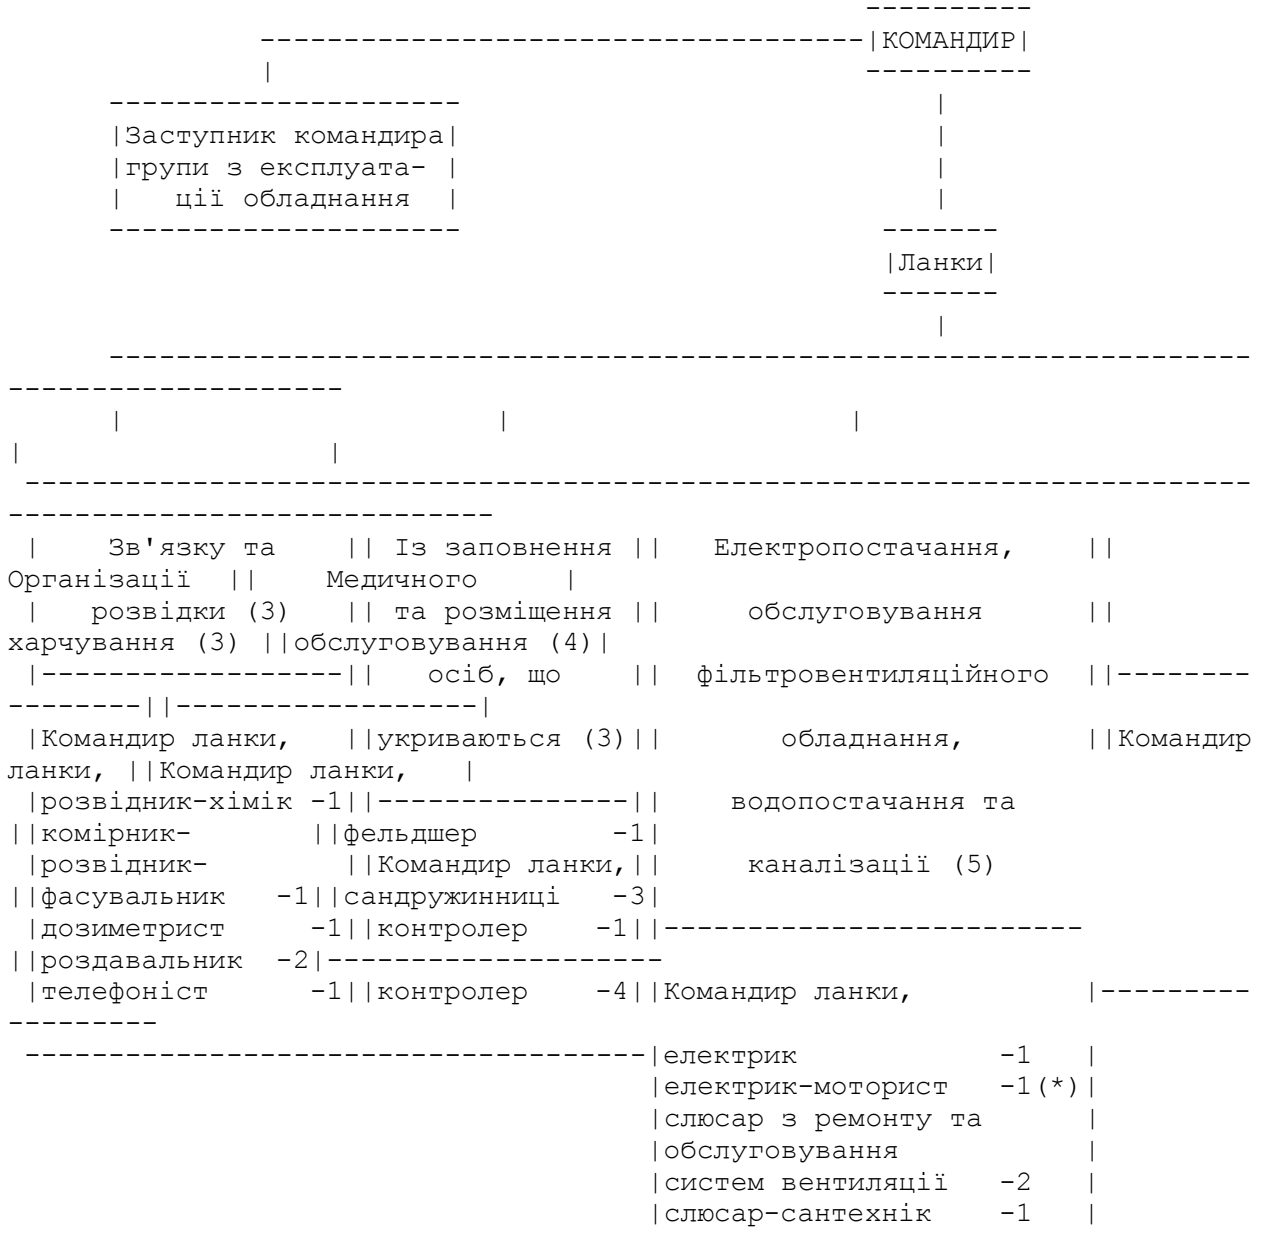 ----------
------------------------------------|КОМАНДИР|
| ----------
--------------------- |
|Заступник командира| |
|групи з експлуата- | |
| ції обладнання | |
--------------------- -------
|Ланки|
-------
|
--------------------------------------------------------------------
--------------------
| | |
| |
-------------------------------------------------------------------------
-----------------------------
| Зв'язку та || Із заповнення || Електропостачання, ||
Організації || Медичного |
| розвідки (3) || та розміщення || обслуговування ||
харчування (3) ||обслуговування (4)|
|------------------|| осіб, що || фільтровентиляційного ||--------
--------||------------------|
|Командир ланки, ||укриваються (3)|| обладнання, ||Командир
ланки, ||Командир ланки, |
|розвідник-хімік -1||---------------|| водопостачання та
||комірник- ||фельдшер -1|
|розвідник- ||Командир ланки,|| каналізації (5)
||фасувальник -1||сандружинниці -3|
|дозиметрист -1||контролер -1||-------------------------
||роздавальник -2|--------------------
|телефоніст -1||контролер -4||Командир ланки, |---------
---------
-------------------------------------|електрик -1 |
|електрик-моторист -1(*)|
|слюсар з ремонту та |
|обслуговування |
|систем вентиляції -2 |
|слюсар-сантехнік -1 |